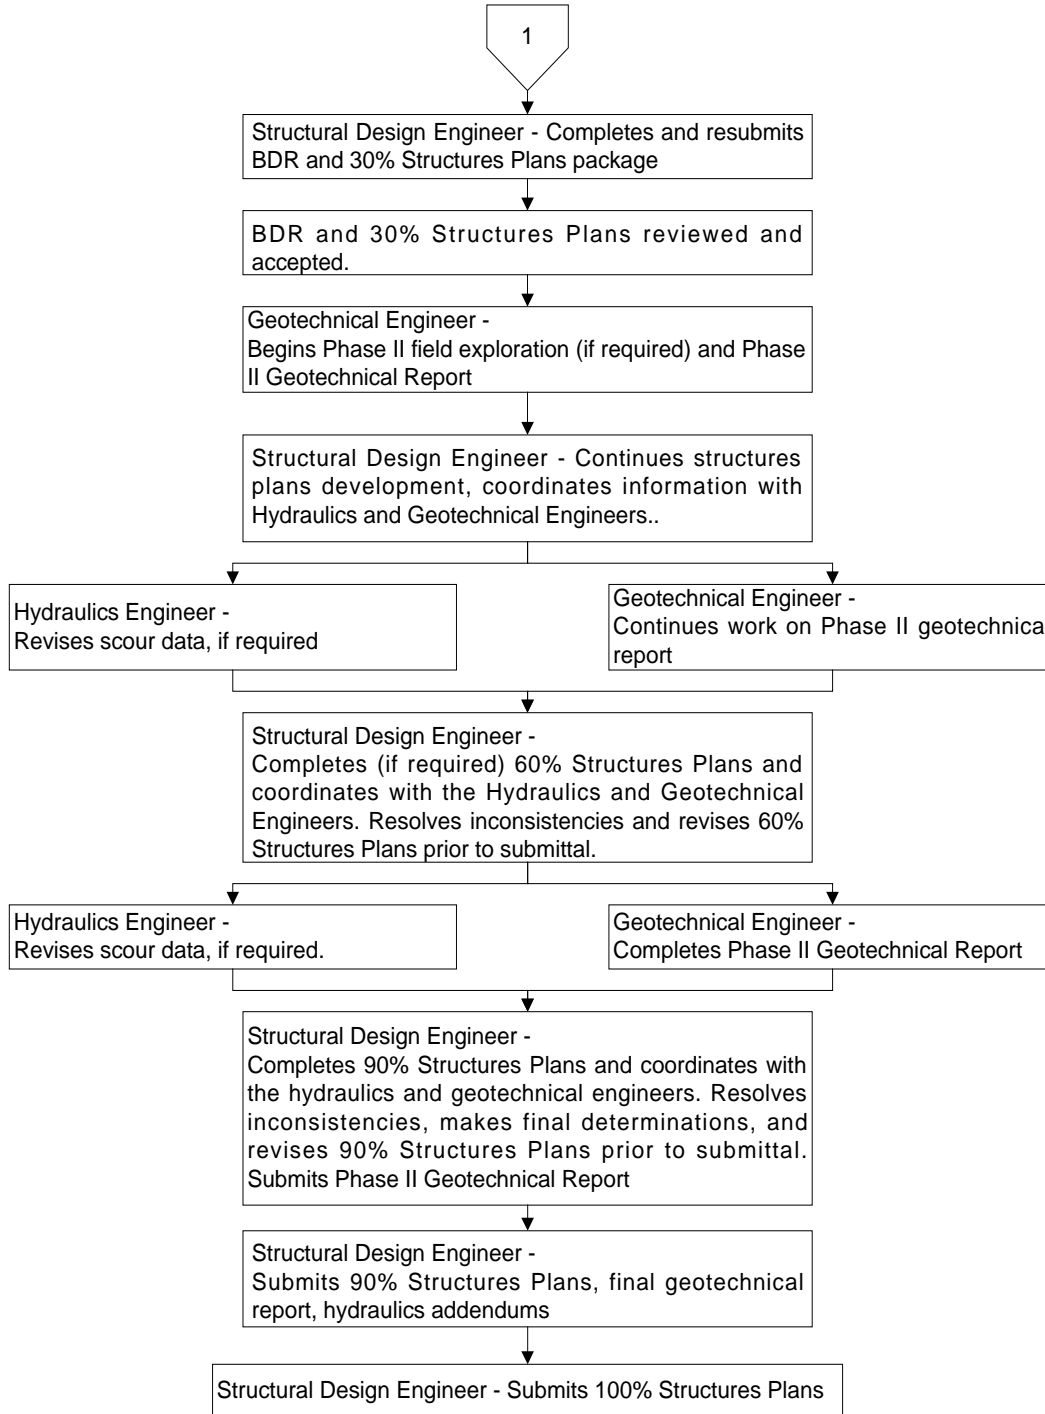 1
Structural Design Engineer - Completes and resubmits
BDR and 30% Structures Plans package
BDR and 30% Structures Plans reviewed and
accepted.
Geotechnical Engineer -
Begins Phase II field exploration (if required) and Phase
II Geotechnical Report
Structural Design Engineer - Continues structures
plans development, coordinates information with
Hydraulics and Geotechnical Engineers..
Hydraulics Engineer -
Revises scour data, if required
Geotechnical Engineer -
Continues work on Phase II geotechnica
report
Structural Design Engineer -
Completes (if required) 60% Structures Plans and
coordinates with the Hydraulics and Geotechnical
Engineers. Resolves inconsistencies and revises 60%
Structures Plans prior to submittal.
Hydraulics Engineer -
Revises scour data, if required.
Geotechnical Engineer -
Completes Phase II Geotechnical Report
Structural Design Engineer -
Completes 90% Structures Plans and coordinates with
the hydraulics and geotechnical engineers. Resolves
inconsistencies, makes final determinations, and
revises 90% Structures Plans prior to submittal.
Submits Phase II Geotechnical Report
Structural Design Engineer -
Submits 90% Structures Plans, final geotechnical
report, hydraulics addendums
Structural Design Engineer - Submits 100% Structures Plans